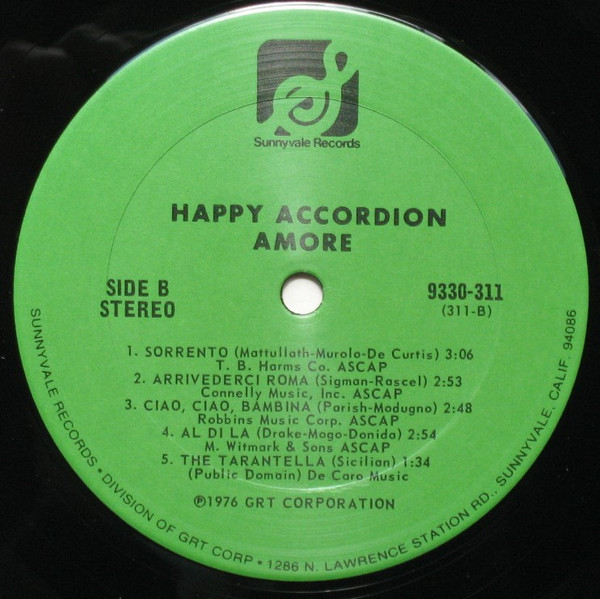 Sunnyvale Records
HAPPY ACCORDION
AMORE
SIDE B
STEREO
9330-311
(311-B)
1. SORRENTO (Mattullath-Murolo-De Curtis) 3:06
T. B. Harms Co. ASCAP
2. ARRIVEDERCI ROMA (Sigman-Rascel) 2:53
Connelly Music, Inc. ASCAP
3. CIAO, CIAO, BAMBINA (Parish-Modugno) 2:48
Robbins Music Corp. ASCAP
4. AL DI LA (Drake-Mogo-Donida) 2:54
M. Witmark & Sons ASCAP
5. THE TARANTELLA (Sicilian) 1:34
(Public Domain) De Caro Music
℗1976 GRT CORPORATION
SUNNYVALE RECORDS • DIVISION OF GRT CORP • 1286 N. LAWRENCE STATION RD., SUNNYVALE, CALIF. 94086